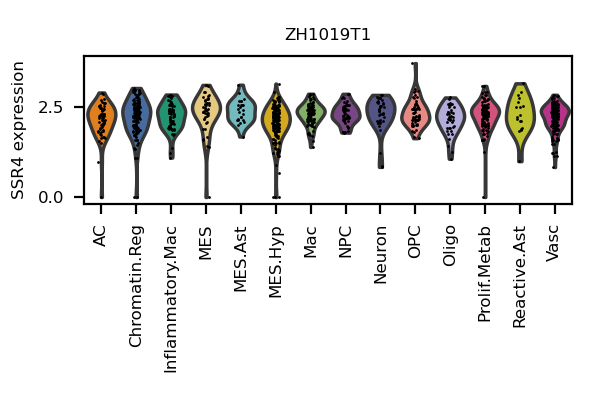 ZH1019T1
SSR4 expression
2.5
0.0
AC
Chromatin.Reg
Inflammatory.Mac
MES
MES.Ast
MES.Hyp
Mac
NPC
Neuron
OPC
Oligo
Prolif.Metab
Reactive.Ast
Vasc